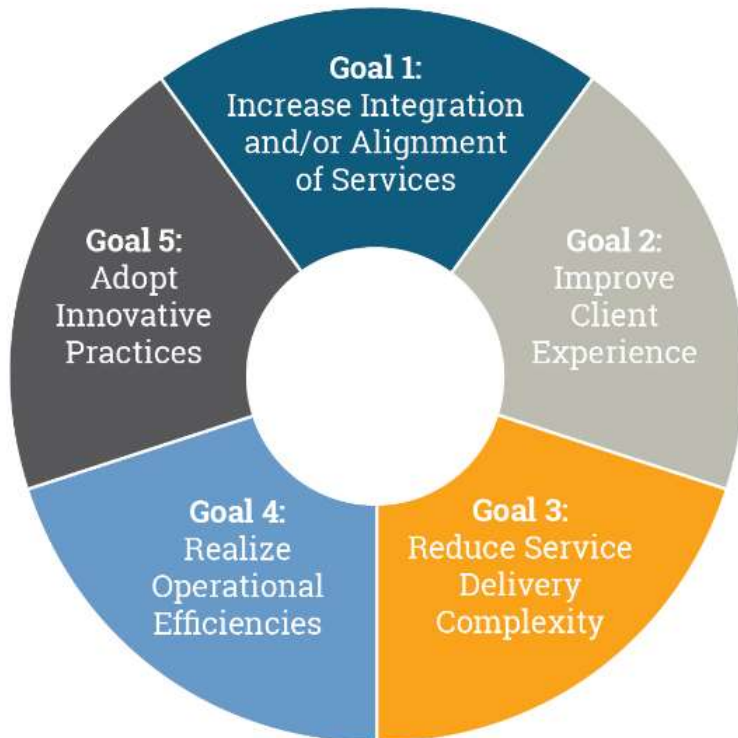 Goal 1:
Increase Integration
and/or Alignment
of Services
Goal 2:
Improve
Client
Experience
Goal 3:
Reduce Service
Delivery
Complexity
Goal 4:
Realize
Operational
Efficiencies
Goal 5:
Adopt
Innovative
Practices